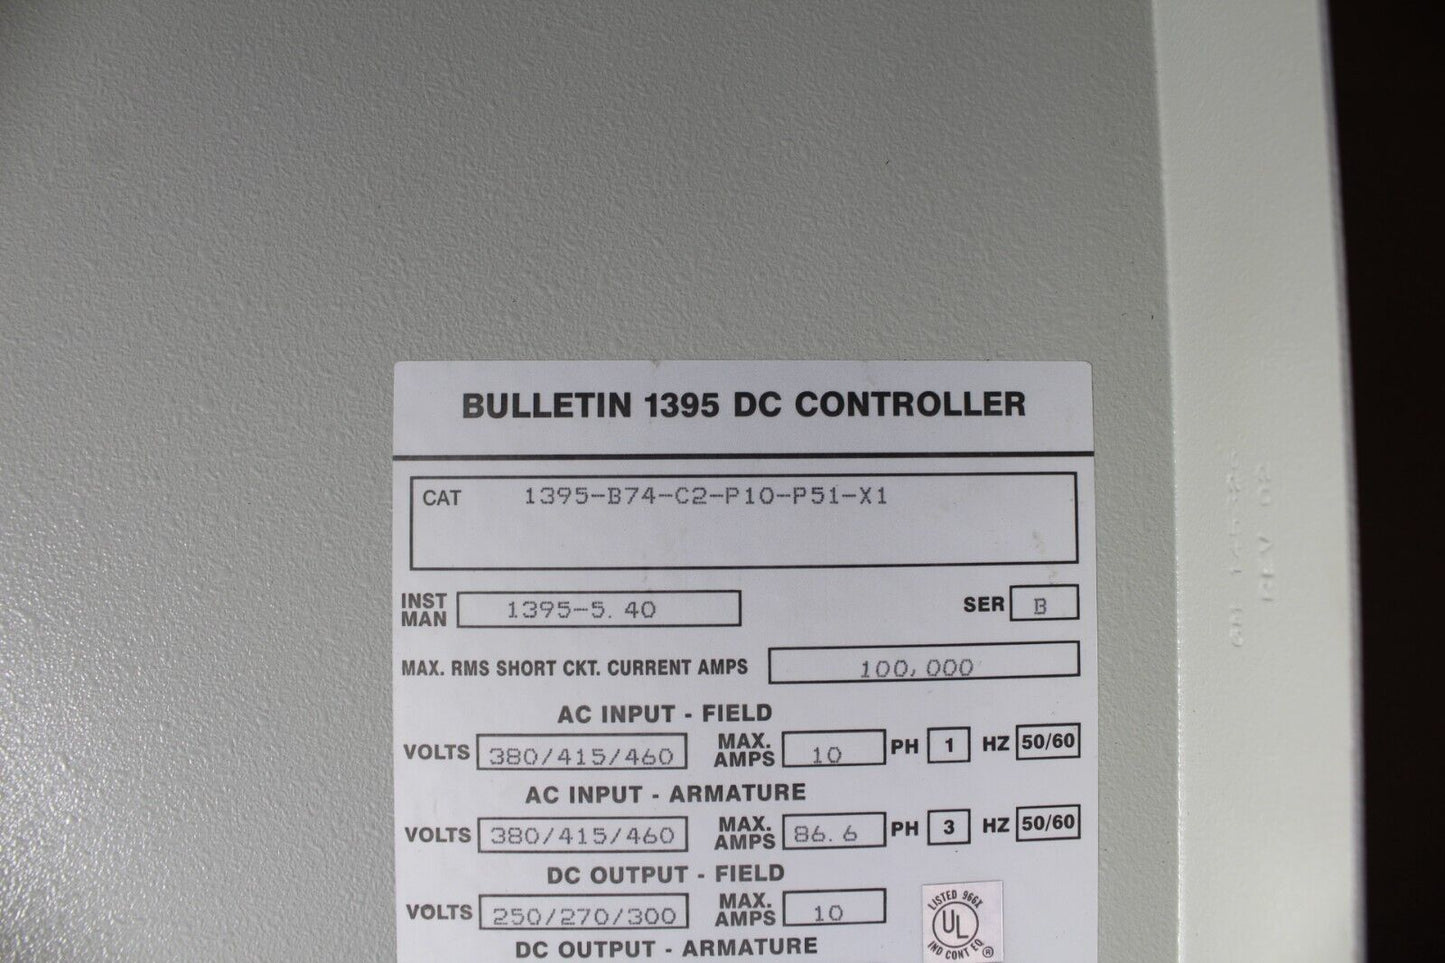 BULLETIN 1395 DC CONTROLLER
CAT 1395-B74-C2-P10-P51-X1
INST MAN 1395-5.40 SER B
MAX. RMS SHORT CKT. CURRENT AMPS 100,000
AC INPUT - FIELD
VOLTS 380/415/460 MAX. AMPS 10 PH 1 HZ 50/60
AC INPUT - ARMATURE
VOLTS 380/415/460 MAX. AMPS 86.6 PH 3 HZ 50/60
DC OUTPUT - FIELD
VOLTS 250/270/300 MAX. AMPS 10
LISTED 966X
UL
IND CONT EQ ®
DC OUTPUT - ARMATURE
REV 02